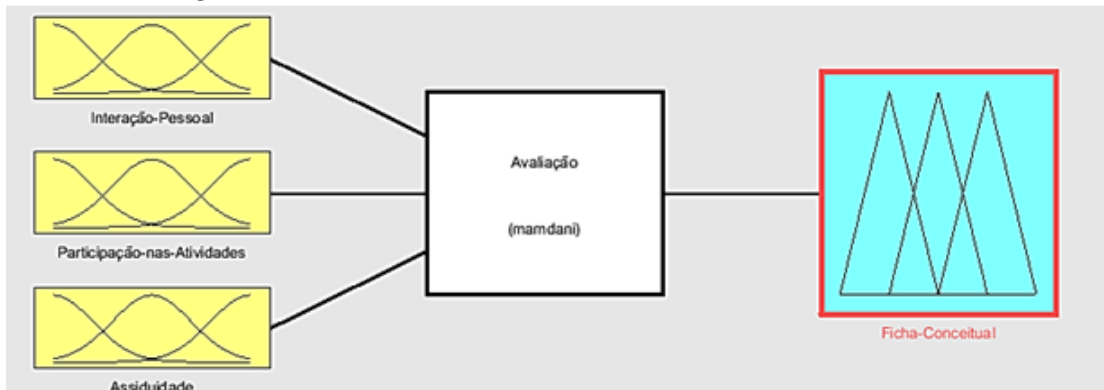 Interação-Pessoal
Participação-nas-Atividades
Assiduidade
Avaliação
(mamdani)
Ficha-Conceitual